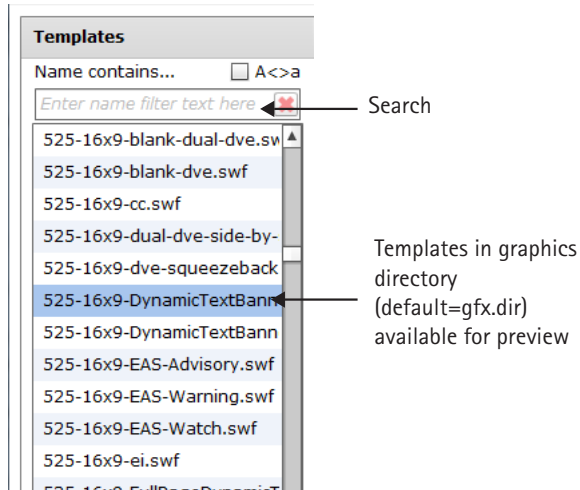 Templates
Name contains... A<>a
Enter name filter text here
Search
525-16x9-blank-dual-dve.sw
525-16x9-blank-dve.swf
525-16x9-cc.swf
525-16x9-dual-dve-side-by-
525-16x9-dve-squeezeback
525-16x9-DynamicTextBann
525-16x9-DynamicTextBann
525-16x9-EAS-Advisory.swf
525-16x9-EAS-Warning.swf
525-16x9-EAS-Watch.swf
525-16x9-ei.swf
525-16x9-FullPageDynamicT
Templates in graphics
directory
(default=gfx.dir)
available for preview